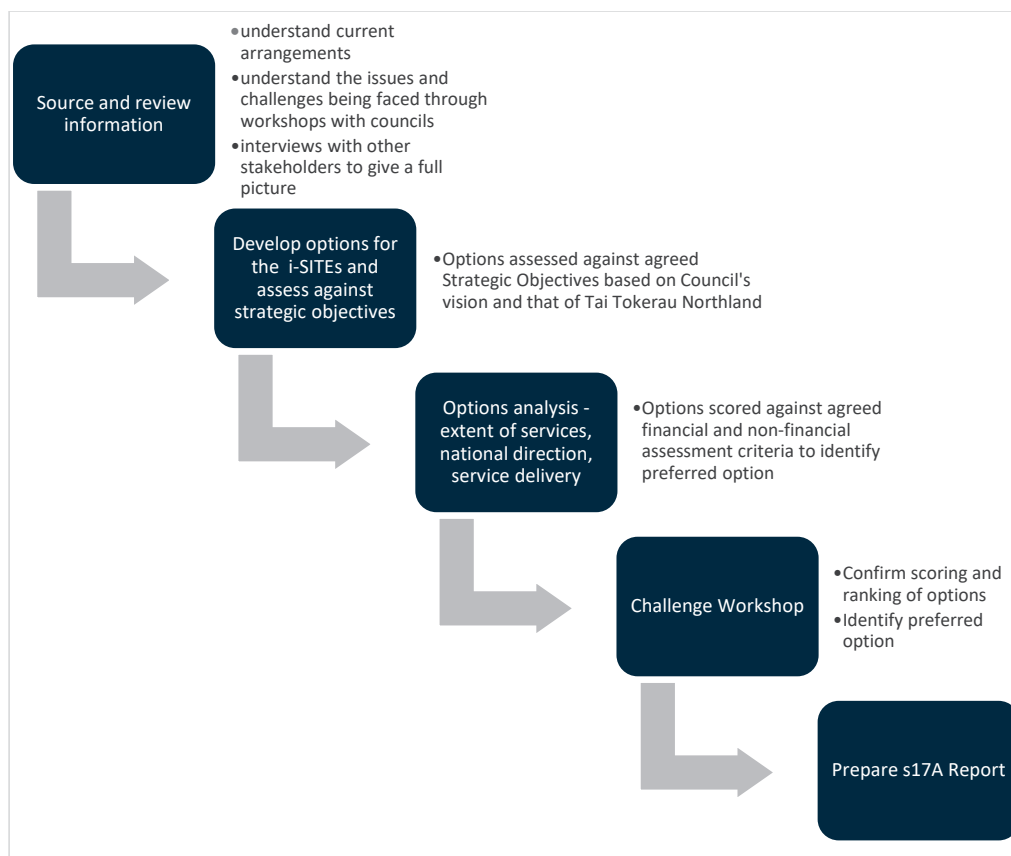 Source and review
information
•understand current
arrangements
•understand the issues and
challenges being faced through
workshops with councils
•interviews with other
stakeholders to give a full
picture
Develop options for
the i-SITEs and
assess against
strategic objectives
•Options assessed against agreed
Strategic Objectives based on Council's
vision and that of Tai Tokerau Northland
Options analysis -
extent of services,
national direction,
service delivery
•Options scored against agreed
financial and non-financial
assessment criteria to identify
preferred option
Challenge Workshop
•Confirm scoring and
ranking of options
•Identify preferred
option
Prepare s17A Report